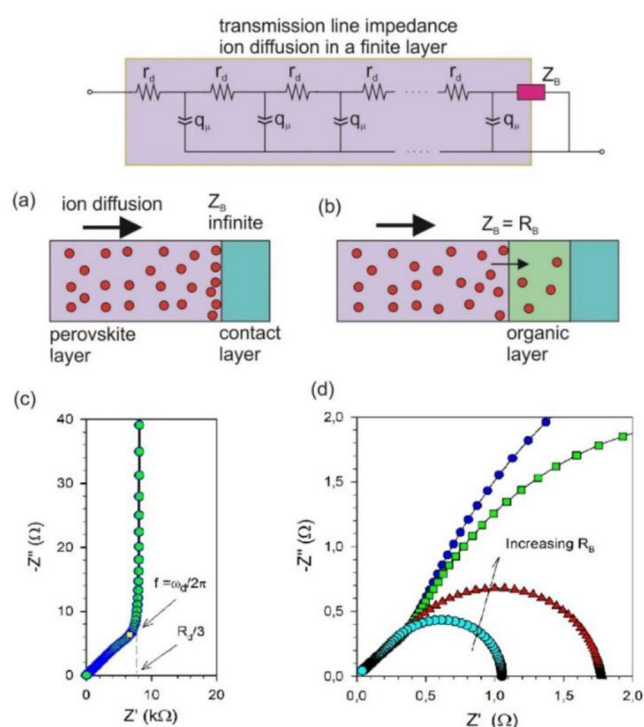 transmission line impedance
ion diffusion in a finite layer
r_d r_d r_d r_d r_d Z_B
q_μ q_μ q_μ q_μ
(a) ion diffusion Z_B infinite
perovskite layer contact layer
(b) Z_B = R_B
organic layer
(c)
-Z'' (Ω)
40
30
20
10
0
0 10 20
Z' (kΩ)
f =ω_d/2π
R_d/3
(d)
-Z'' (Ω)
2,0
1,5
1,0
0,5
0,0
0,0 0,5 1,0 1,5 2,0
Z' (Ω)
Increasing R_B